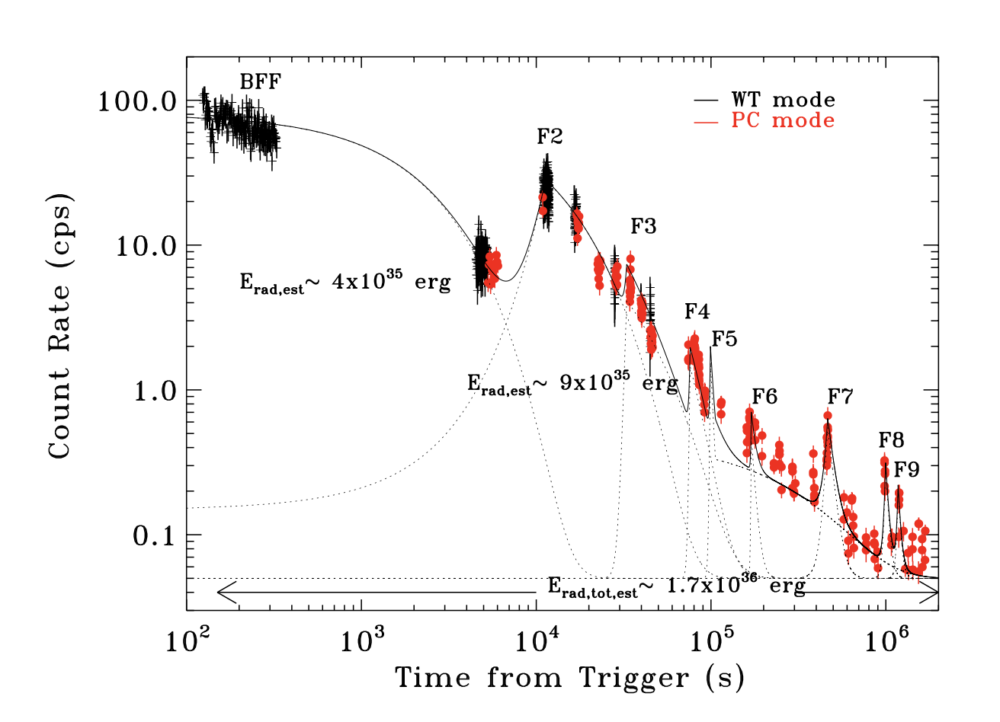 BFF
100.0
WT mode
PC mode
F2
F3
10.0
E_rad,est ~ 4x10^35 erg
F4
F5
E_rad,est ~ 9x10^35 erg
1.0
F6
F7
F8
F9
0.1
E_rad,tot,est ~ 1.7x10^36 erg
10^2 10^3 10^4 10^5 10^6
Time from Trigger (s)
Count Rate (cps)